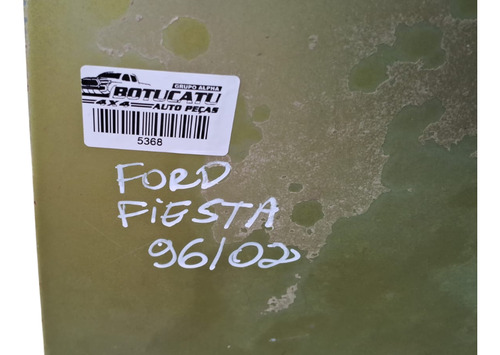 GRUPO ALPHA
BOTUCATU
4X4 AUTO PEÇAS
5368
FORD
FiESTA
96/02